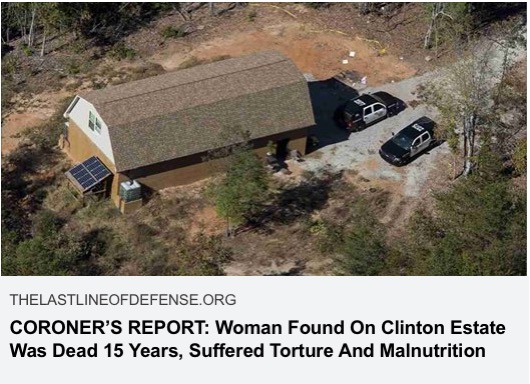 THELASTLINEOFDEFENSE.ORG
CORONER’S REPORT: Woman Found On Clinton Estate
Was Dead 15 Years, Suffered Torture And Malnutrition